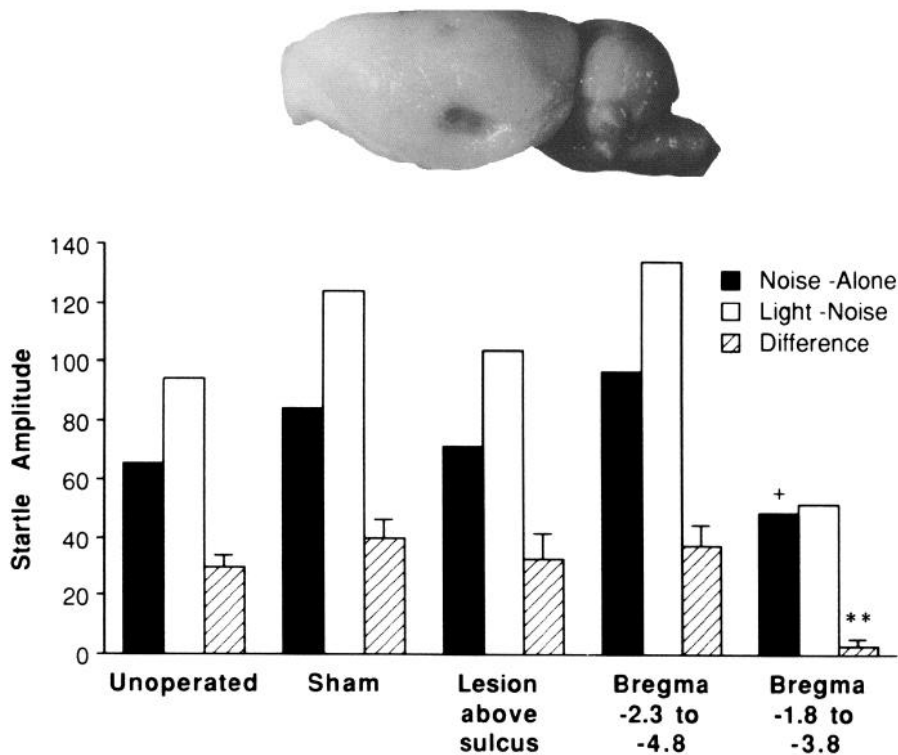 140
120
100
80
60
40
20
0
Startle Amplitude
Noise -Alone
Light -Noise
Difference
+
**
Unoperated
Sham
Lesion
above
sulcus
Bregma
-2.3 to
-4.8
Bregma
-1.8 to
-3.8